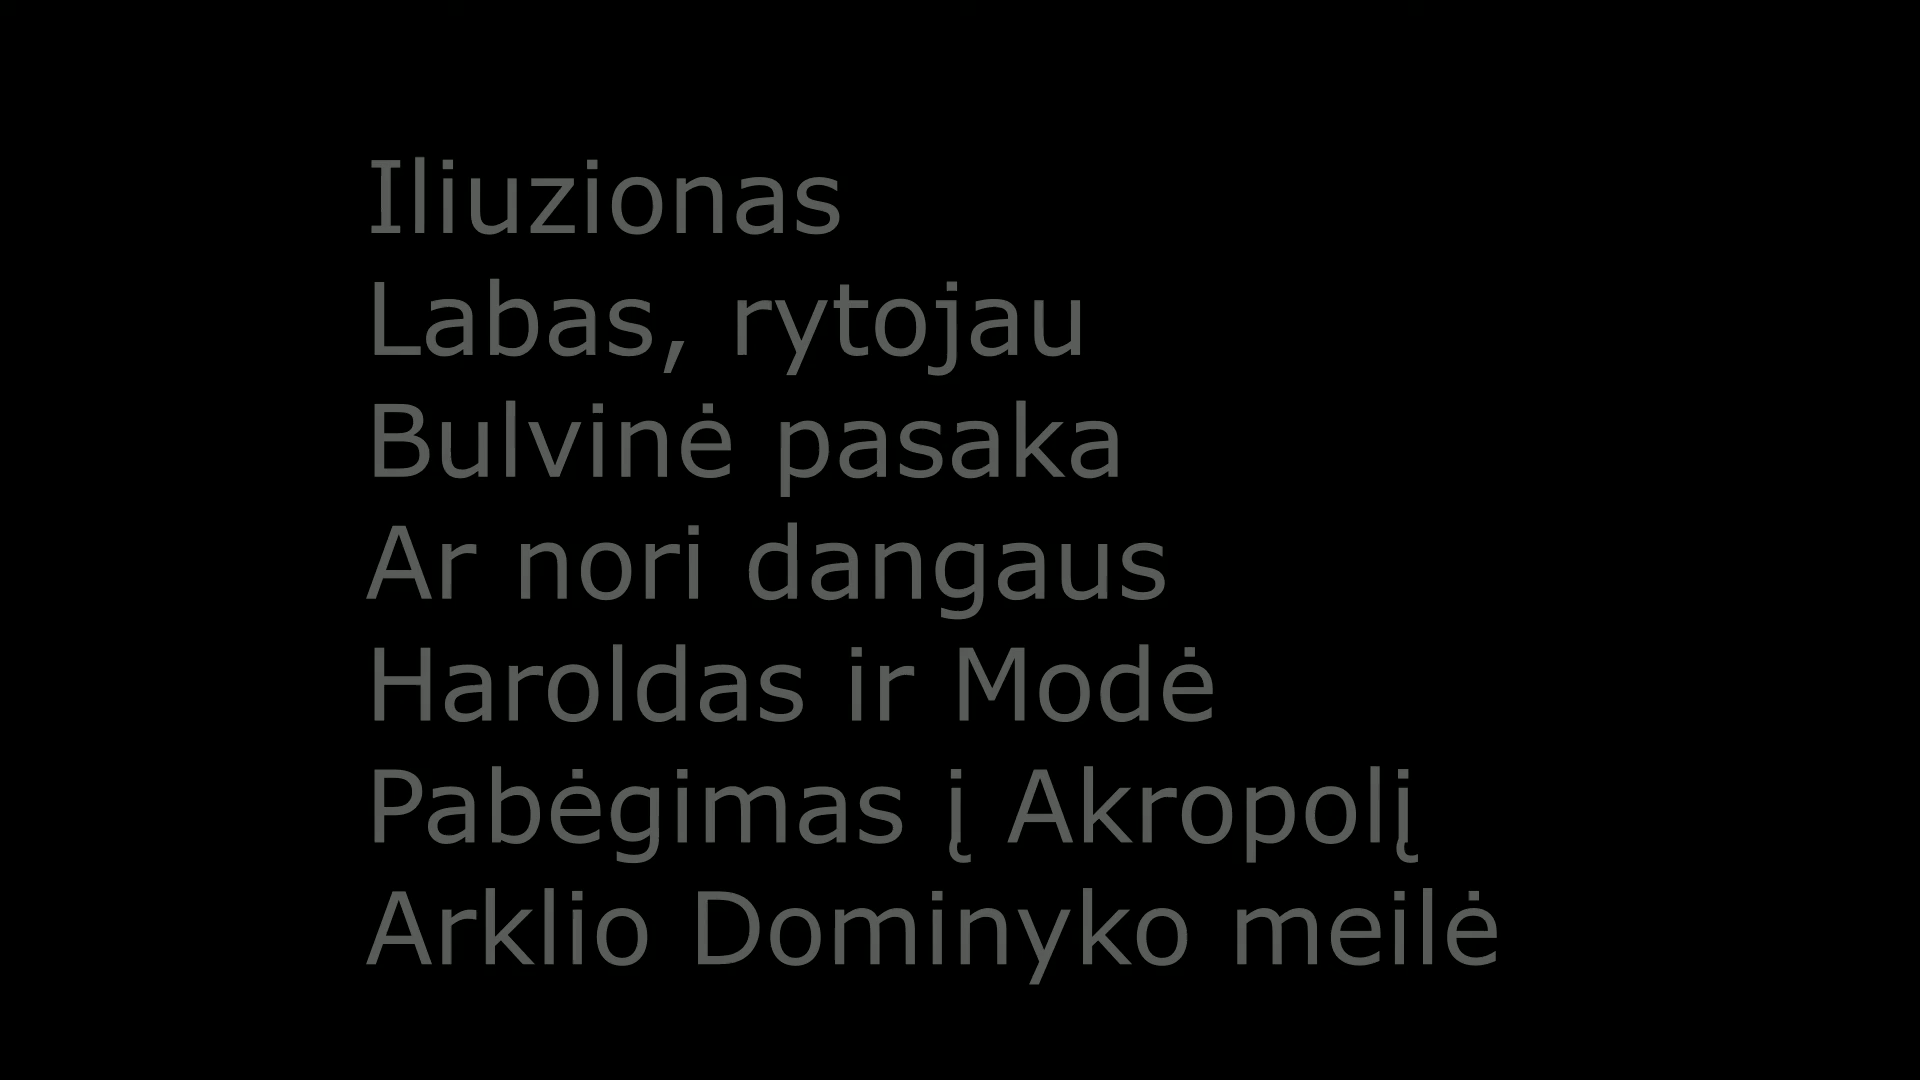 Iliuzionas
Labas, rytojau
Bulvinė pasaka
Ar nori dangaus
Haroldas ir Modė
Pabėgimas į Akropolį
Arklio Dominyko meilė